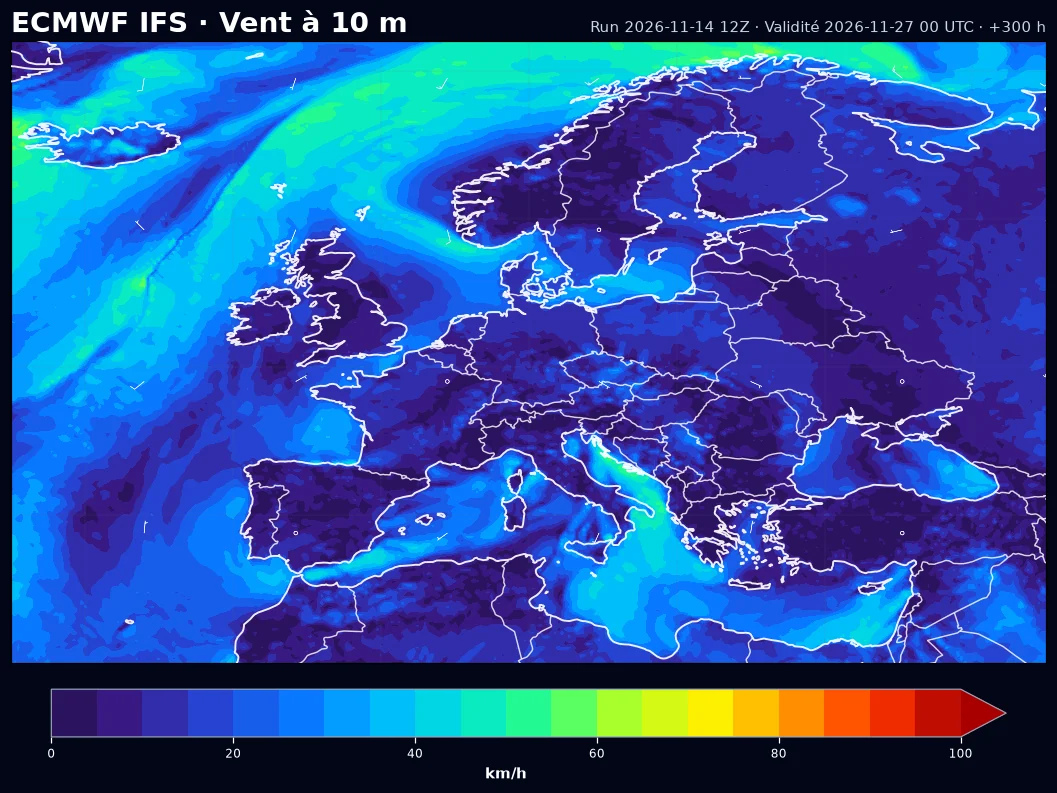 ECMWF IFS · Vent à 10 m
Run 2026-11-14 12Z · Validité 2026-11-27 00 UTC · +300 h
0 20 40 60 80 100
km/h